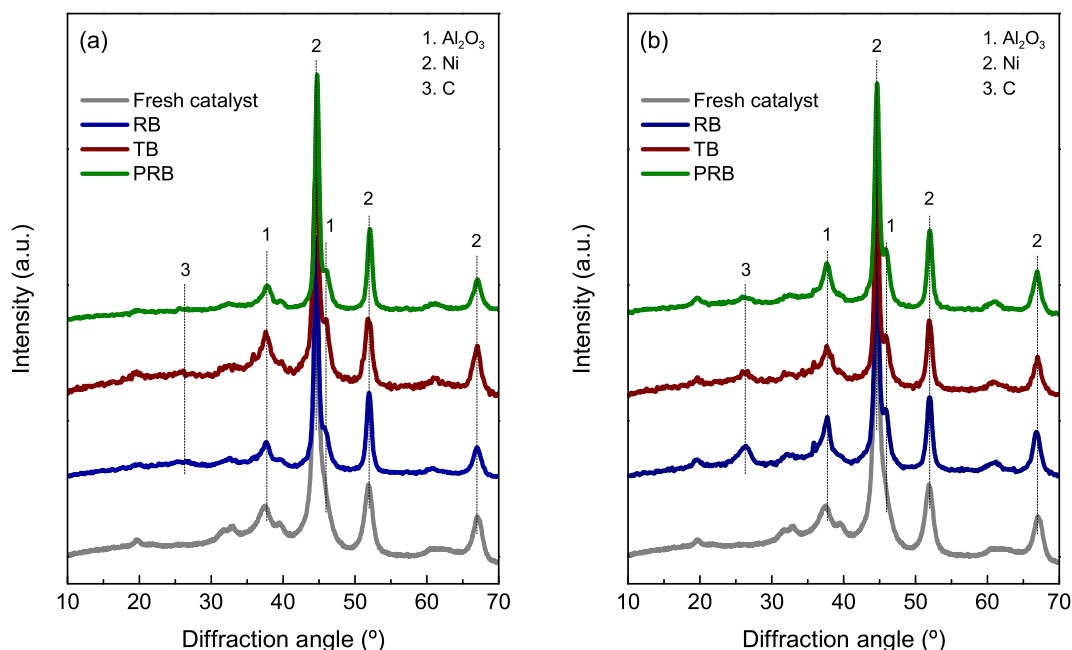 (a)
1. Al₂O₃
2. Ni
3. C
Fresh catalyst
RB
TB
PRB
2
1
1
2
2
3
Intensity (a.u.)
10 20 30 40 50 60 70
Diffraction angle (º)
(b)
1. Al₂O₃
2. Ni
3. C
Fresh catalyst
RB
TB
PRB
2
1
1
2
2
3
Intensity (a.u.)
10 20 30 40 50 60 70
Diffraction angle (º)